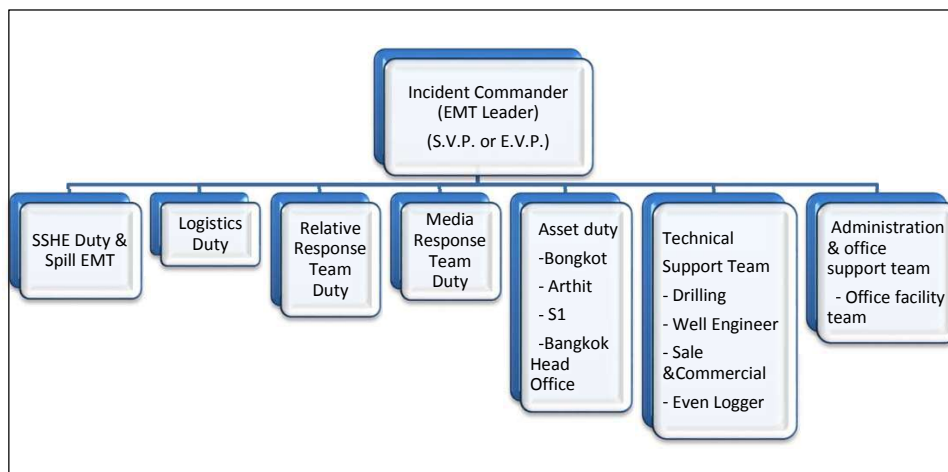 Incident Commander
(EMT Leader)
(S.V.P. or E.V.P.)
SSHE Duty &
Spill EMT
Logistics
Duty
Relative
Response
Team
Duty
Media
Response
Team
Duty
Asset duty
-Bongkot
- Arthit
- S1
-Bangkok
Head
Office
Technical
Support Team
- Drilling
- Well Engineer
- Sale
&Commercial
- Even Logger
Administration
& office
support team
- Office facility
team